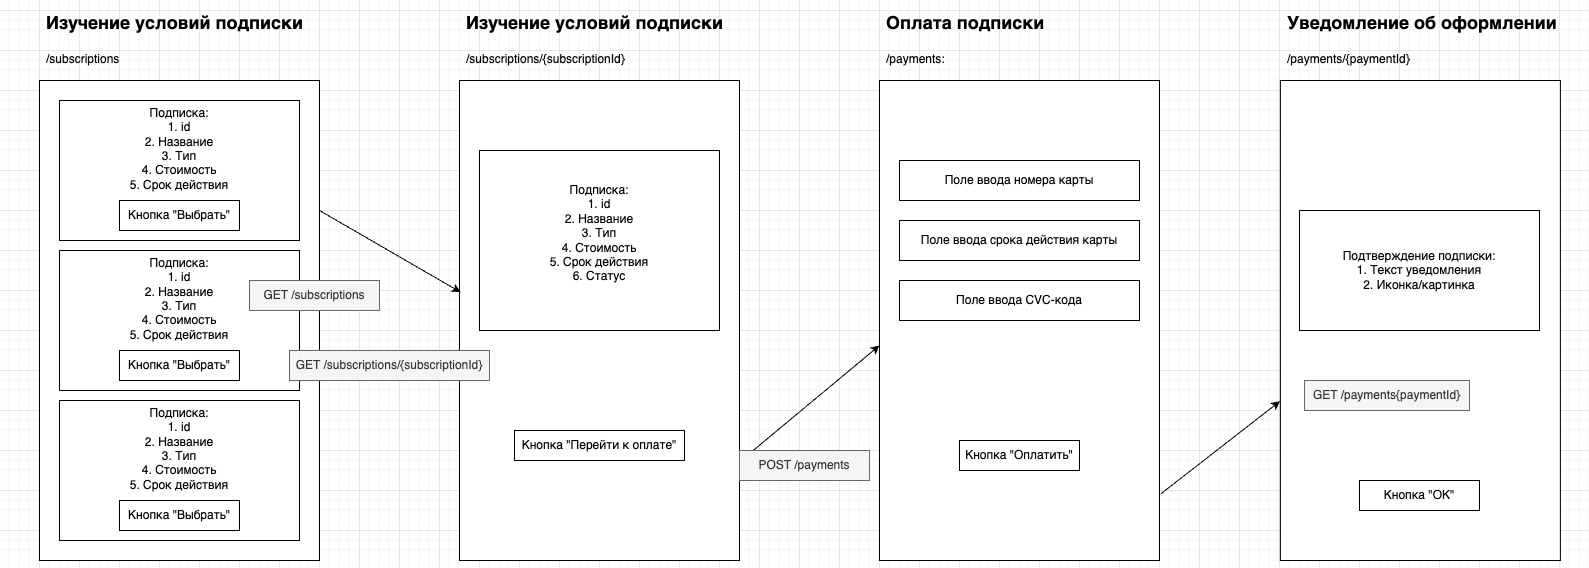 Изучение условий подписки
/subscriptions
Подписка:
1. id
2. Название
3. Тип
4. Стоимость
5. Срок действия
Кнопка "Выбрать"
Подписка:
1. id
2. Название
3. Тип
4. Стоимость
5. Срок действия
Кнопка "Выбрать"
Подписка:
1. id
2. Название
3. Тип
4. Стоимость
5. Срок действия
Кнопка "Выбрать"
GET /subscriptions
GET /subscriptions/{subscriptionId}
Изучение условий подписки
/subscriptions/{subscriptionId}
Подписка:
1. id
2. Название
3. Тип
4. Стоимость
5. Срок действия
6. Статус
Кнопка "Перейти к оплате"
POST /payments
Оплата подписки
/payments:
Поле ввода номера карты
Поле ввода срока действия карты
Поле ввода CVC-кода
Кнопка "Оплатить"
Уведомление об оформлении
/payments/{paymentId}
Подтверждение подписки:
1. Текст уведомления
2. Иконка/картинка
GET /payments{paymentId}
Кнопка "ОК"